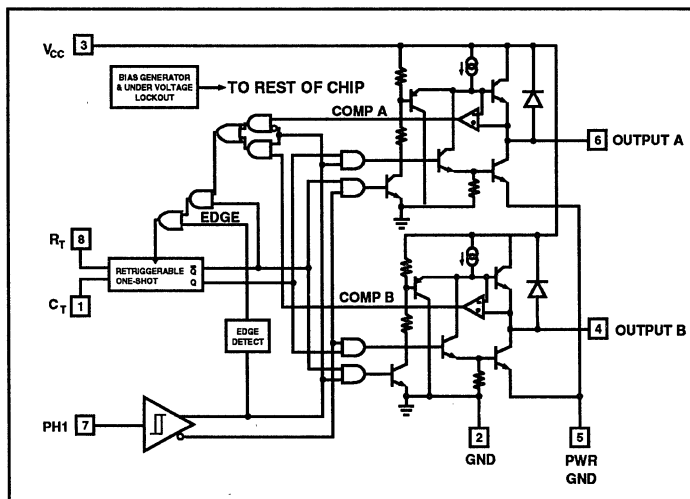 VCC 3
BIAS GENERATOR
& UNDER VOLTAGE
LOCKOUT
TO REST OF CHIP
COMP A
6 OUTPUT A
EDGE
RT
8
RETRIGGERABLE
ONE-SHOT
Q̅
Q
CT
1
COMP B
4 OUTPUT B
EDGE
DETECT
PH1 7
2
GND
5
PWR
GND